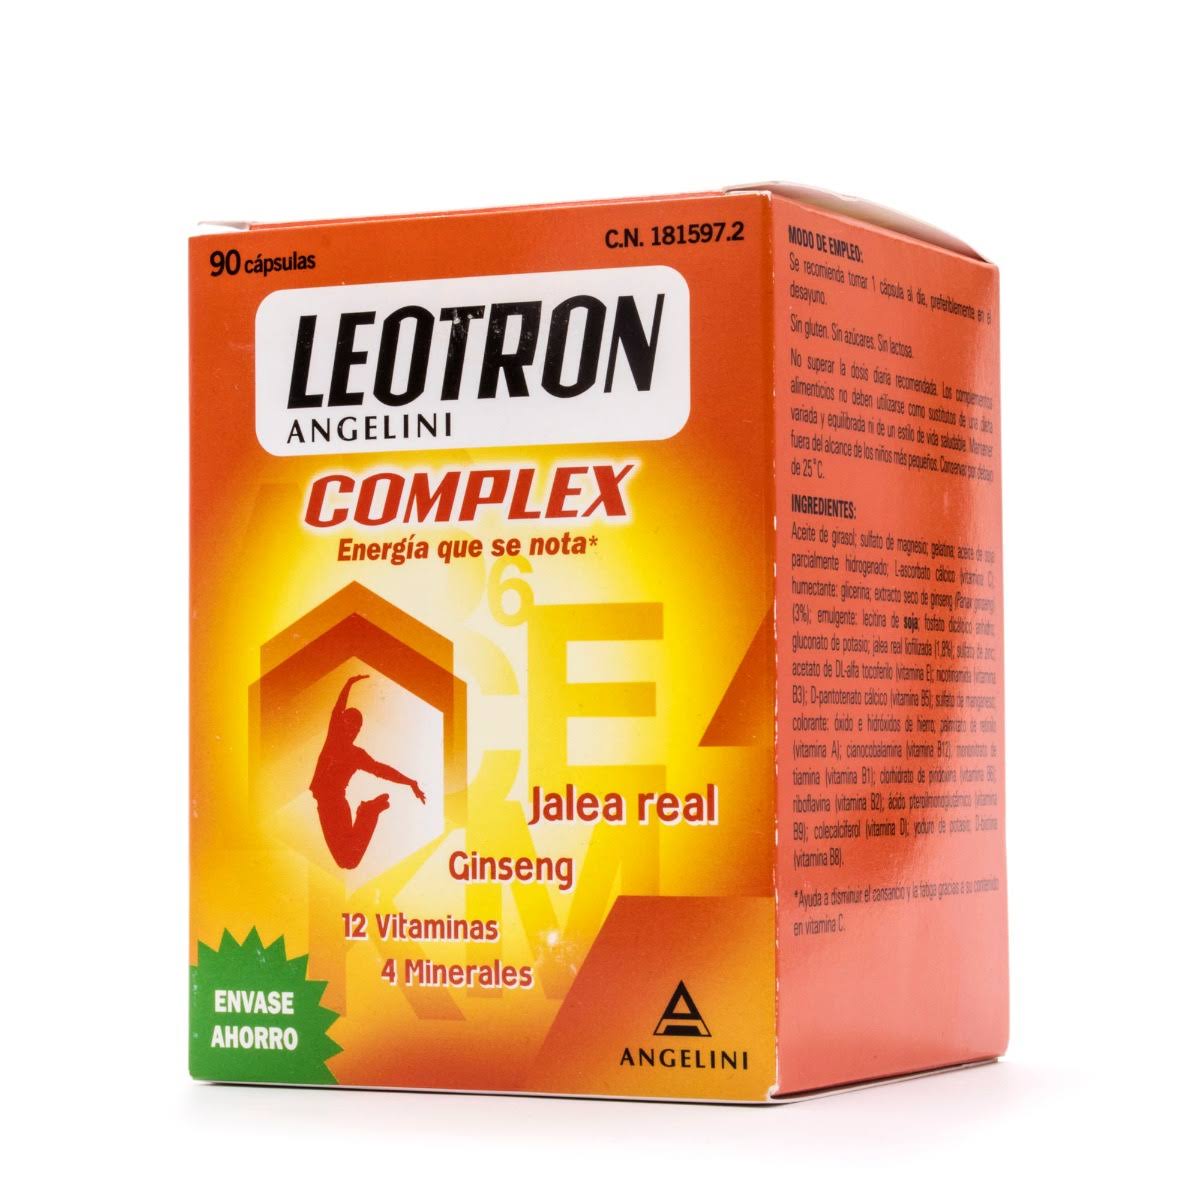 90 cápsulas
C.N. 181597.2
LEOTRON
ANGELINI
COMPLEX
Energía que se nota*
6
C
E
K
M
Jalea real
Ginseng
12 Vitaminas
4 Minerales
ENVASE
AHORRO
ANGELINI
MODO DE EMPLEO:
Se recomienda tomar 1 cápsula al día, preferiblemente en el
desayuno.
Sin gluten. Sin azúcares. Sin lactosa.
No superar la dosis diaria recomendada. Los complementos
alimenticios no deben utilizarse como sustitutos de una dieta
variada y equilibrada ni de un estilo de vida saludable. Mantener
fuera del alcance de los niños más pequeños. Conservar por debajo
de 25°C.
INGREDIENTES:
Aceite de girasol; sulfato de magnesio; gelatina; aceite de soja
parcialmente hidrogenado; L-ascorbato cálcico (vitamina C);
humectante: glicerina; extracto seco de ginseng (Panax ginseng)
(3%); emulgente: lecitina de soja; fosfato dicálcico anhidro;
gluconato de potasio; jalea real liofilizada (1,8%); sulfato de zinc;
acetato de DL-alfa tocoferilo (vitamina E); nicotinamida (vitamina
B3); D-pantotenato cálcico (vitamina B5); sulfato de manganeso;
colorante: óxido e hidróxidos de hierro; palmitato de retinilo
(vitamina A); cianocobalamina (vitamina B12); mononitrato de
tiamina (vitamina B1); clorhidrato de piridoxina (vitamina B6);
riboflavina (vitamina B2); ácido pteroilmonoglutámico (vitamina
B9); colecalciferol (vitamina D); yoduro de potasio; D-biotina
(vitamina B8).
*Ayuda a disminuir el cansancio y la fatiga gracias a su contenido
en vitamina C.